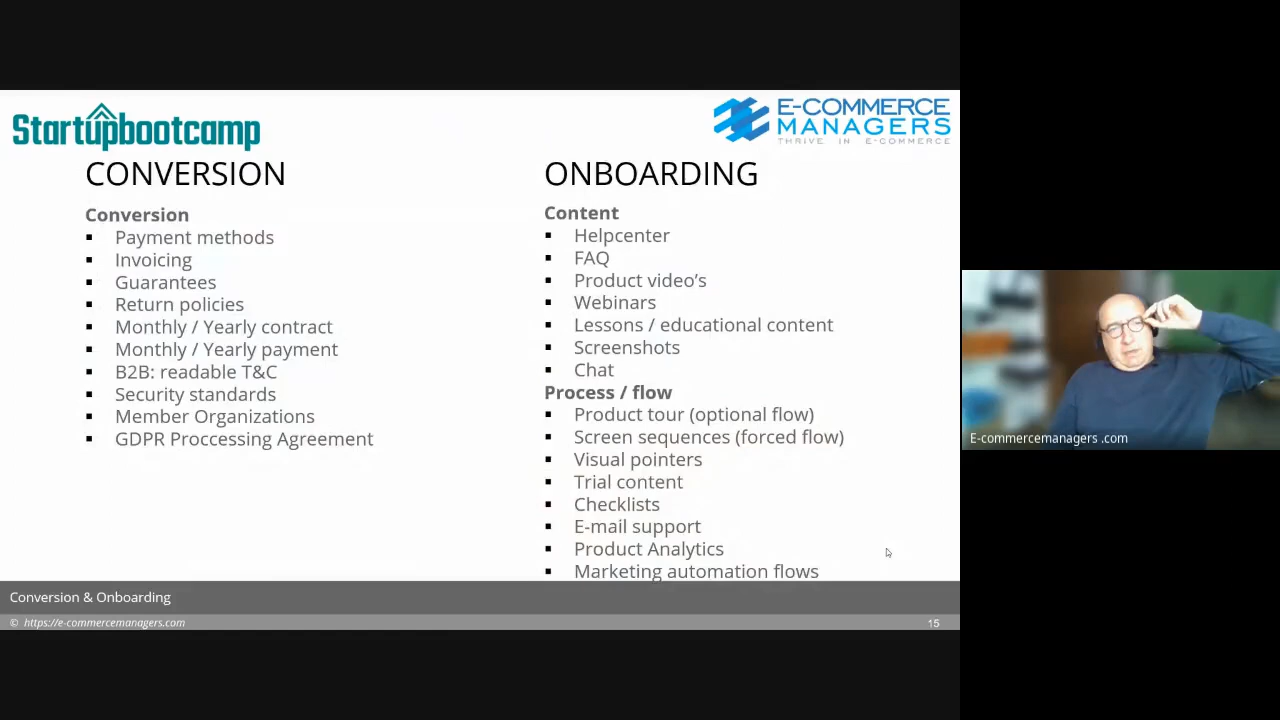 Startupbootcamp
E-COMMERCE
MANAGERS
THRIVE IN E-COMMERCE
CONVERSION
Conversion
Payment methods
Invoicing
Guarantees
Return policies
Monthly / Yearly contract
Monthly / Yearly payment
B2B: readable T&C
Security standards
Member Organizations
GDPR Proccessing Agreement
ONBOARDING
Content
Helpcenter
FAQ
Product video’s
Webinars
Lessons / educational content
Screenshots
Chat
Process / flow
Product tour (optional flow)
Screen sequences (forced flow)
Visual pointers
Trial content
Checklists
E-mail support
Product Analytics
Marketing automation flows
E-commercemanagers .com
Conversion & Onboarding
© https://e-commercemanagers.com
15